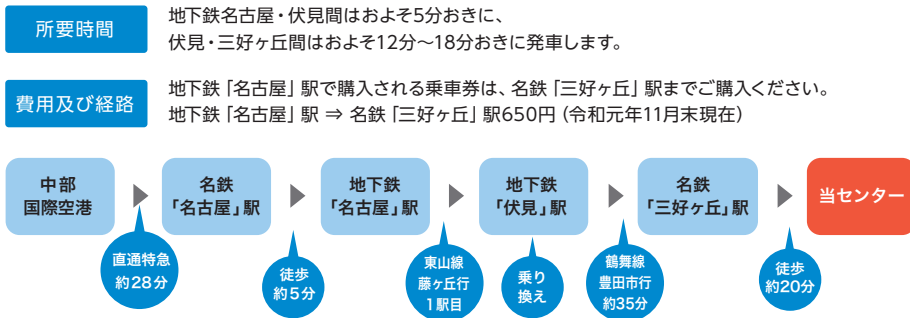 所要時間
地下鉄名古屋・伏見間はおよそ5分おきに、
伏見・三好ヶ丘間はおよそ12分～18分おきに発車します。
費用及び経路
地下鉄「名古屋」駅で購入される乗車券は、名鉄「三好ヶ丘」駅までご購入ください。
地下鉄「名古屋」駅 ⇒ 名鉄「三好ヶ丘」駅650円（令和元年11月末現在）
中部
国際空港
名鉄
「名古屋」駅
地下鉄
「名古屋」駅
地下鉄
「伏見」駅
名鉄
「三好ヶ丘」駅
当センター
直通特急
約28分
徒歩
約5分
東山線
藤ヶ丘行
1駅目
乗り
換え
鶴舞線
豊田市行
約35分
徒歩
約20分